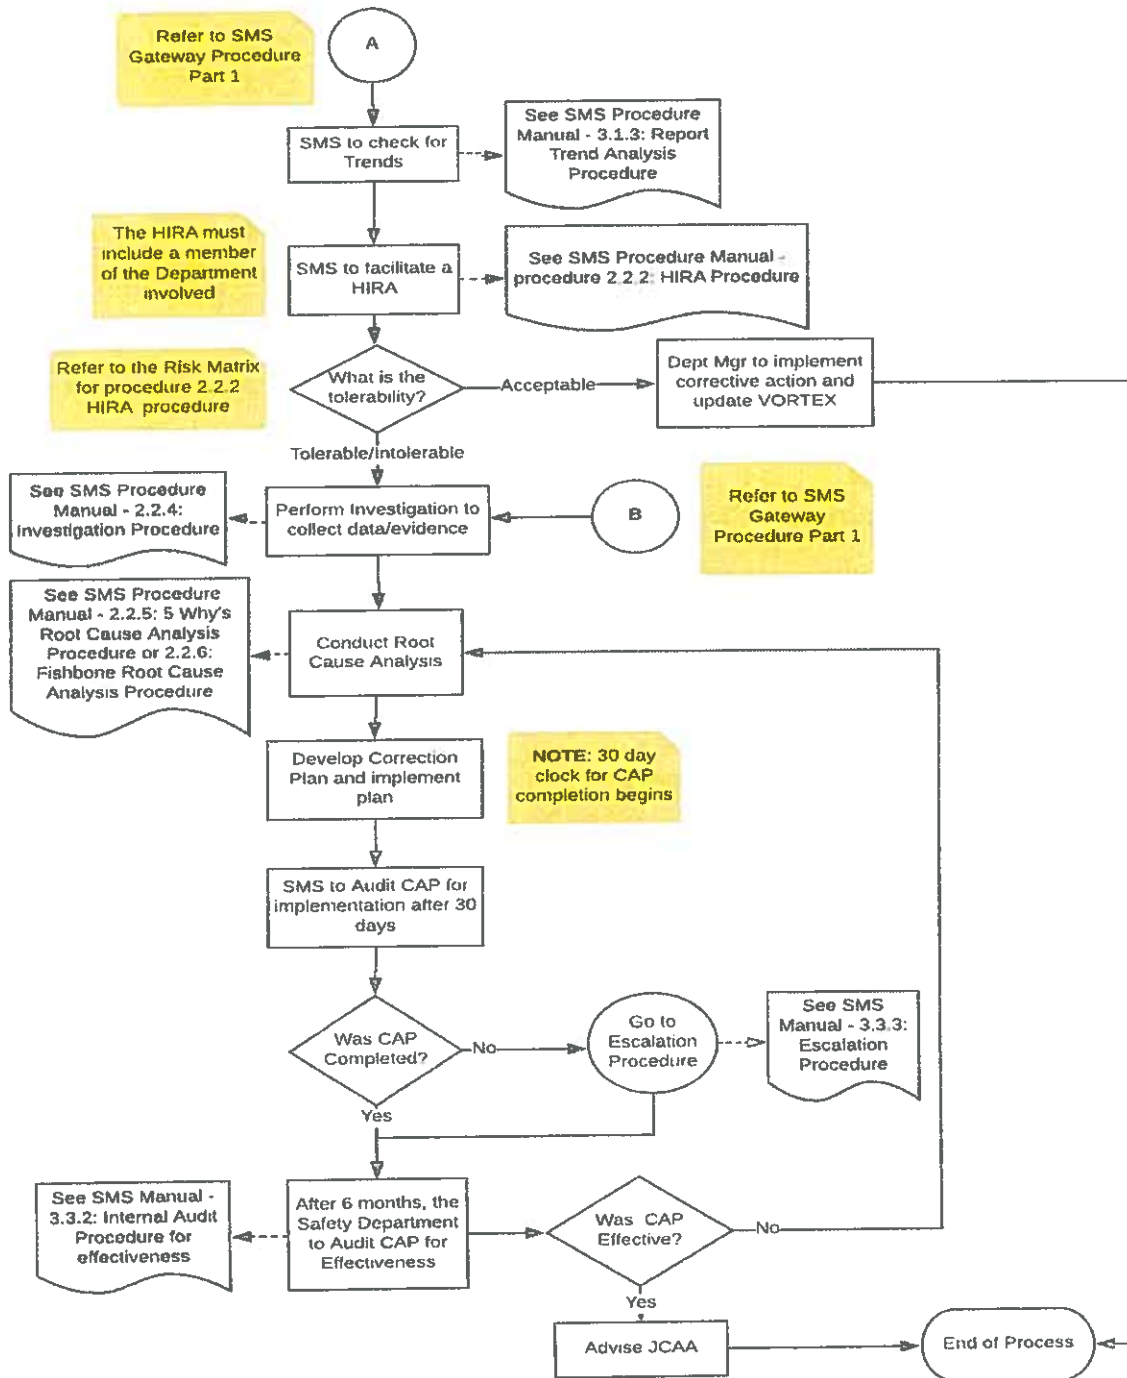 Refer to SMS
Gateway Procedure
Part 1
A
SMS to check for
Trends
See SMS Procedure
Manual - 3.1.3: Report
Trend Analysis
Procedure
The HIRA must
include a member
of the Department
involved
SMS to facilitate a
HIRA
See SMS Procedure Manual -
procedure 2.2.2: HIRA Procedure
Refer to the Risk Matrix
for procedure 2.2.2
HIRA procedure
What is the
tolerability?
Acceptable
Dept Mgr to implement
corrective action and
update VORTEX
Tolerable/Intolerable
See SMS Procedure
Manual - 2.2.4:
Investigation Procedure
Perform Investigation to
collect data/evidence
B
Refer to SMS
Gateway
Procedure Part 1
See SMS Procedure
Manual - 2.2.5: 5 Why's
Root Cause Analysis
Procedure or 2.2.6:
Fishbone Root Cause
Analysis Procedure
Conduct Root
Cause Analysis
Develop Correction
Plan and implement
plan
NOTE: 30 day
clock for CAP
completion begins
SMS to Audit CAP for
implementation after 30
days
Was CAP
Completed?
No
Go to
Escalation
Procedure
See SMS
Manual - 3.3.3:
Escalation
Procedure
Yes
See SMS Manual -
3.3.2: Internal Audit
Procedure for
effectiveness
After 6 months, the
Safety Department
to Audit CAP for
Effectiveness
Was CAP
Effective?
No
Yes
Advise JCAA
End of Process